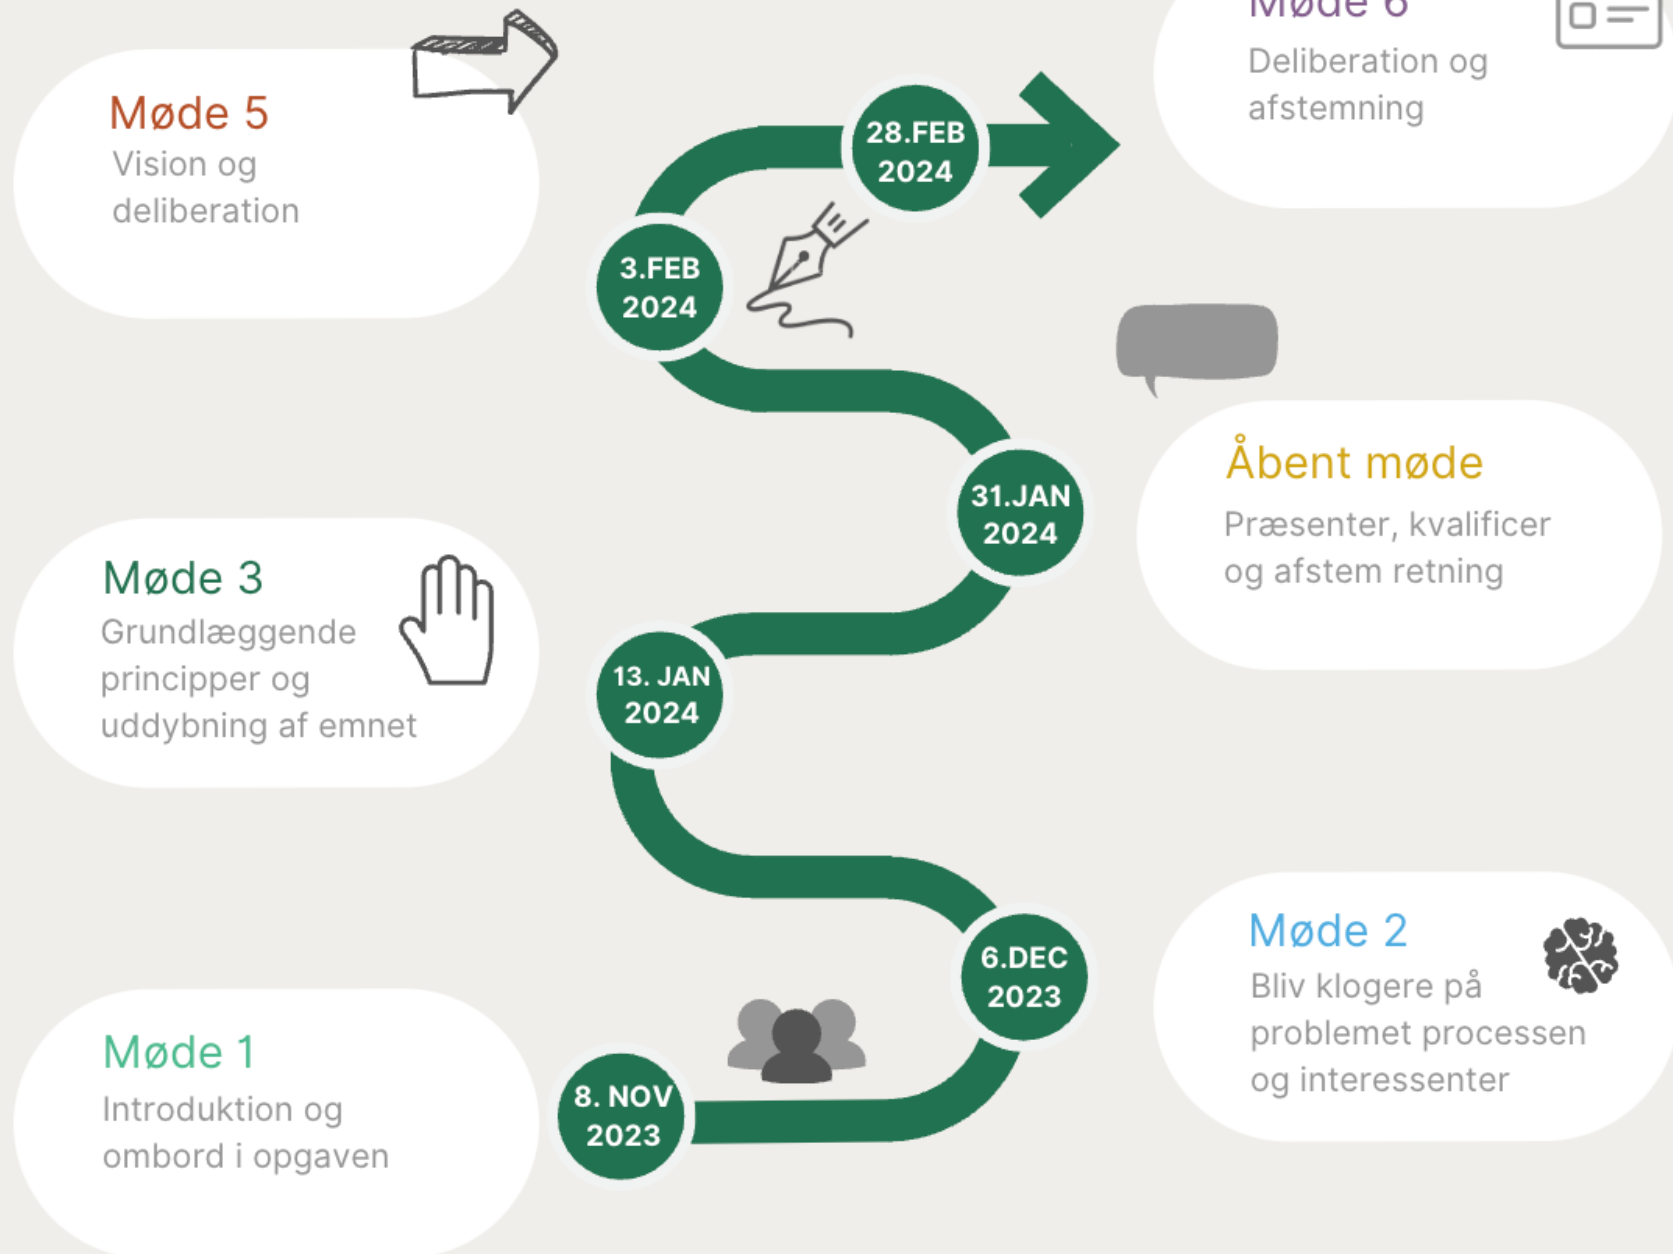 Møde 6
Deliberation og
afstemning
Møde 5
Vision og
deliberation
28.FEB
2024
3.FEB
2024
Åbent møde
Præsenter, kvalificer
og afstem retning
31.JAN
2024
Møde 3
Grundlæggende
principper og
uddybning af emnet
13. JAN
2024
Møde 2
Bliv klogere på
problemet processen
og interessenter
6.DEC
2023
Møde 1
Introduktion og
ombord i opgaven
8. NOV
2023